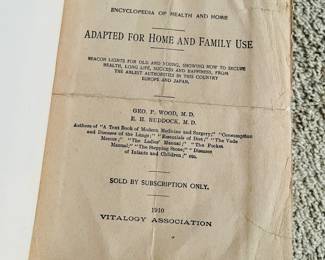 ENCYCLOPEDIA OF HEALTH AND HOME
ADAPTED FOR HOME AND FAMILY USE
BEACON LIGHTS FOR OLD AND YOUNG, SHOWING HOW TO SECURE
HEALTH, LONG LIFE, SUCCESS AND HAPPINESS, FROM
THE ABLEST AUTHORITIES IN THIS COUNTRY
EUROPE AND JAPAN.
GEO. P. WOOD, M. D.
E. H. RUDDOCK, M. D.
Authors of "A Text Book of Modern Medicine and Surgery;" "Consumption
and Diseases of the Lungs;" "Essentials of Diet;" "The Vade
Mecum;" "The Ladies' Manual;" "The Pocket
Manual;" "The Stepping Stone;" "Diseases
of Infants and Children;" etc.
SOLD BY SUBSCRIPTION ONLY.
1910
VITALOGY ASSOCIATION